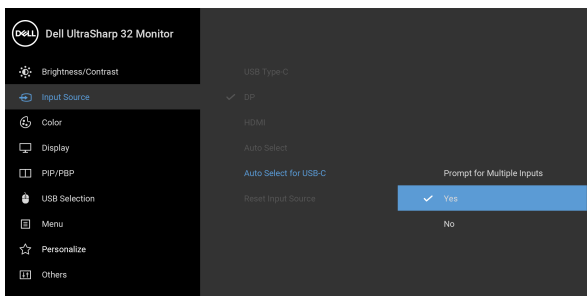 DELL Dell UltraSharp 32 Monitor
Brightness/Contrast
USB Type-C
Input Source
DP
Color
HDMI
Display
Auto Select
PIP/PBP
Auto Select for USB-C
Prompt for Multiple Inputs
USB Selection
Reset Input Source
Yes
Menu
No
Personalize
Others